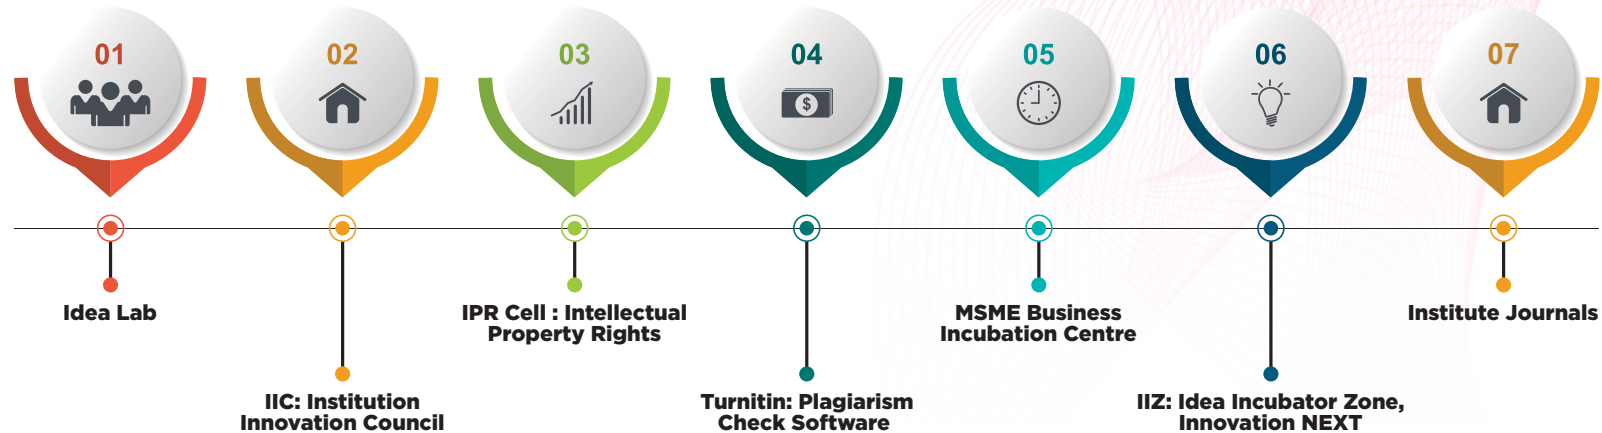 01
02
03
04
$
05
06
07
Idea Lab
IIC: Institution
Innovation Council
IPR Cell : Intellectual
Property Rights
Turnitin: Plagiarism
Check Software
MSME Business
Incubation Centre
IIZ: Idea Incubator Zone,
Innovation NEXT
Institute Journals